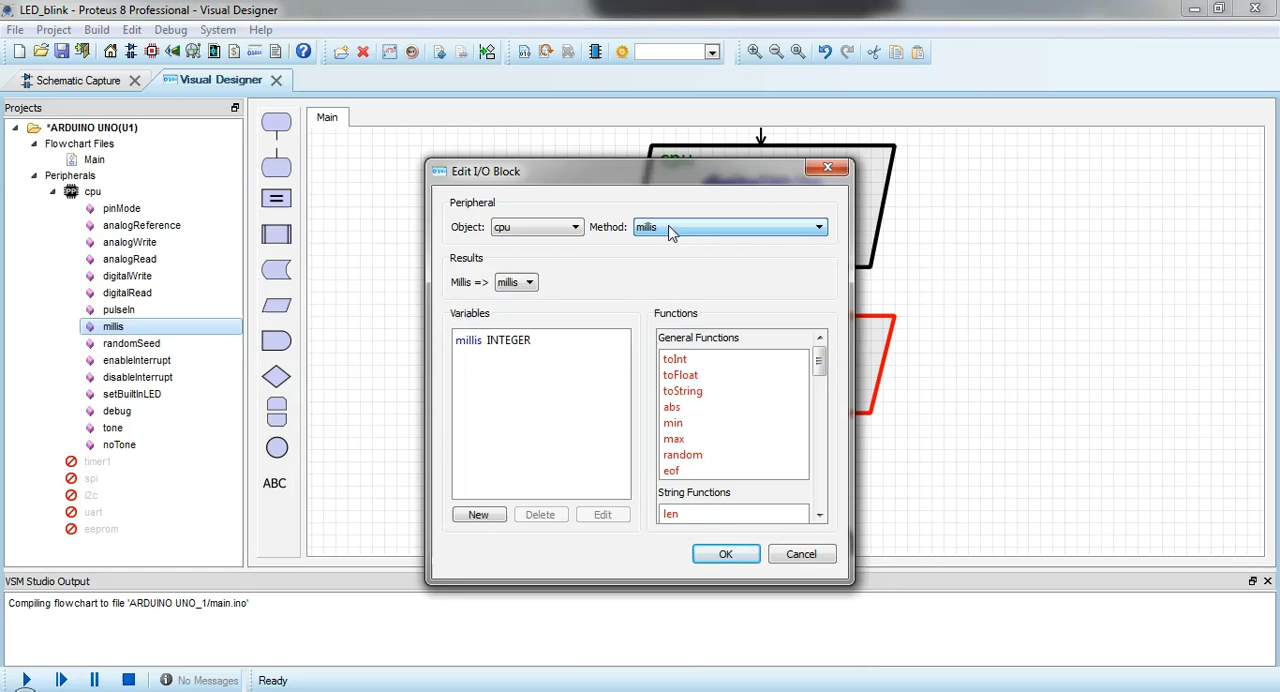 LED_blink - Proteus 8 Professional - Visual Designer
File Project Build Edit Debug System Help
Schematic Capture Visual Designer
Projects
*ARDUINO UNO(U1)
Flowchart Files
Main
Peripherals
cpu
pinMode
analogReference
analogWrite
analogRead
digitalWrite
digitalRead
pulseIn
millis
randomSeed
enableInterrupt
disableInterrupt
setBuiltInLED
debug
tone
noTone
timer1
spi
i2c
uart
eeprom
ABC
Main
cpu
Edit I/O Block
Peripheral
Object: cpu Method: millis
Results
Millis => millis
Variables
millis INTEGER
New Delete Edit
Functions
General Functions
toInt
toFloat
toString
abs
min
max
random
eof
String Functions
len
OK Cancel
VSM Studio Output
Compiling flowchart to file 'ARDUINO UNO_1/main.ino'
No Messages Ready